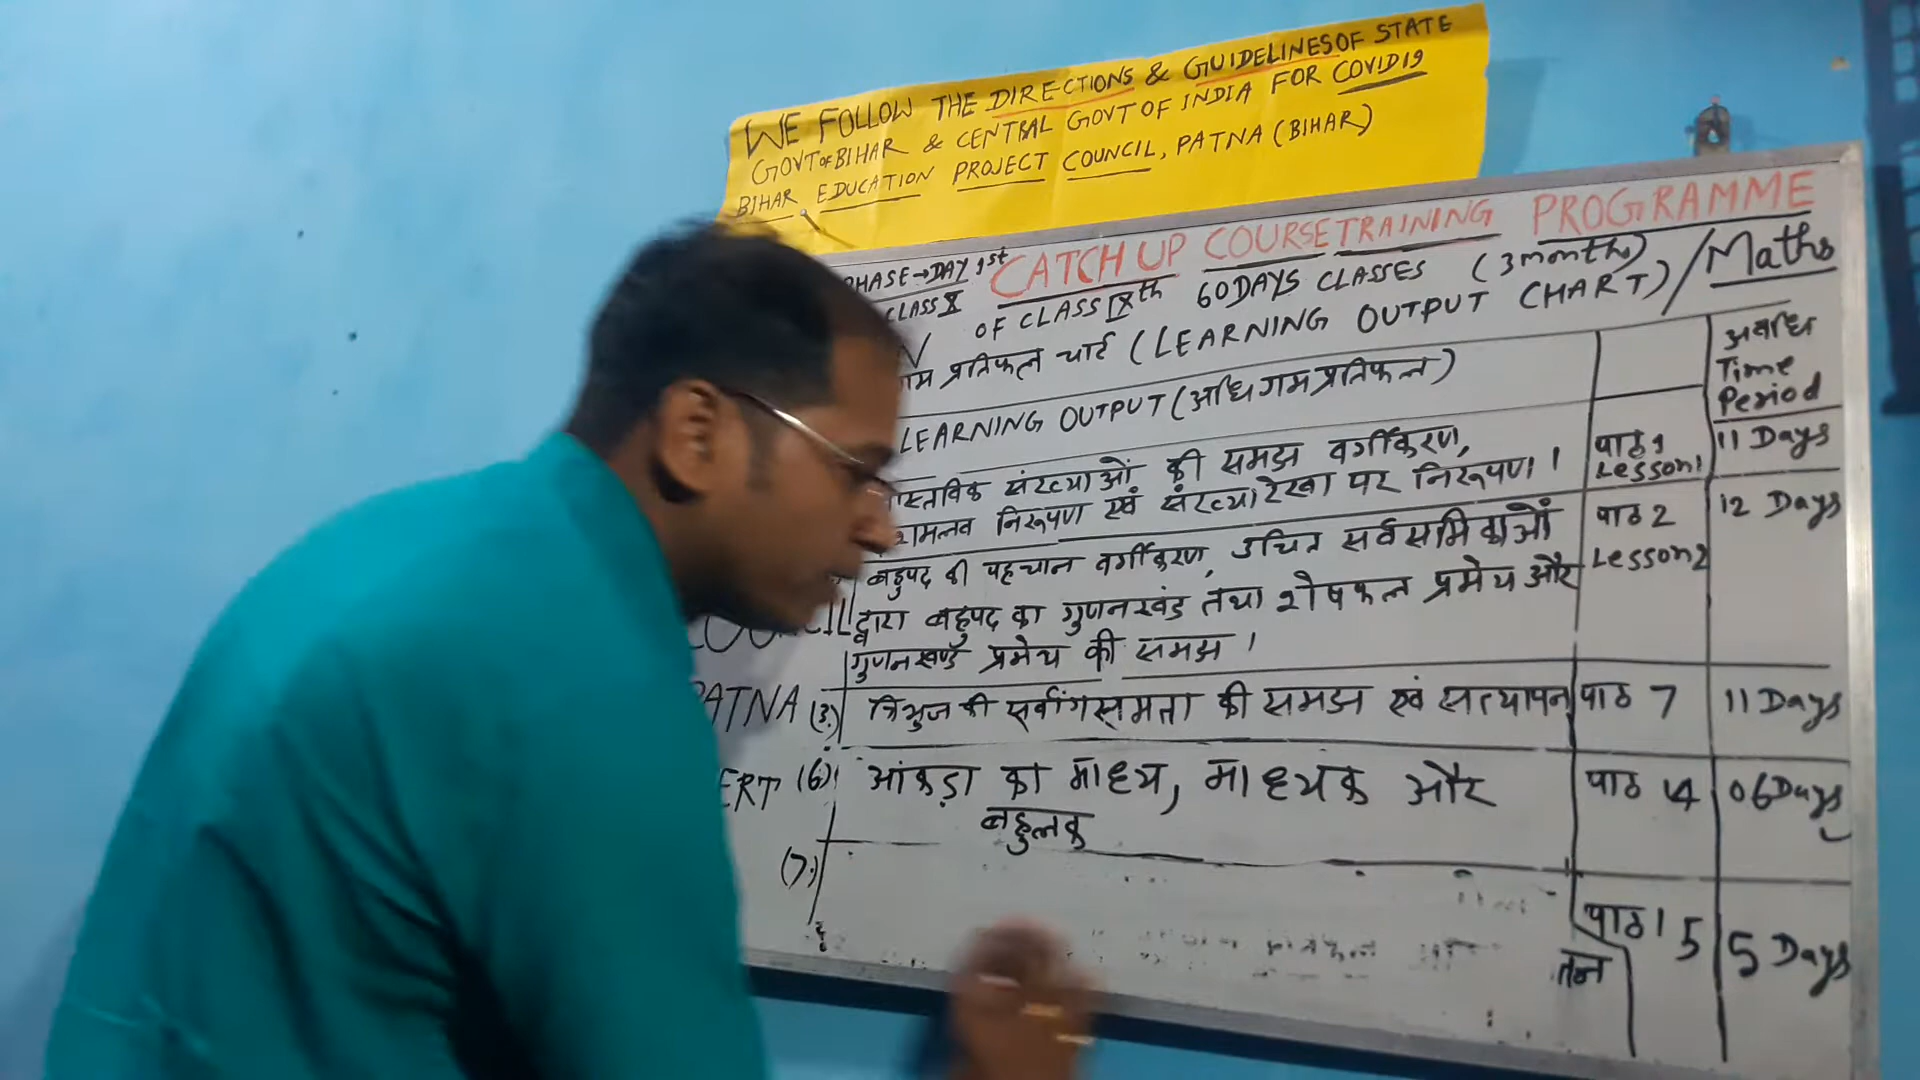 WE FOLLOW THE DIRECTIONS & GUIDELINES OF STATE
GOVT OF BIHAR & CENTRAL GOVT OF INDIA FOR COVID19
BIHAR EDUCATION PROJECT COUNCIL, PATNA (BIHAR)
PHASE→DAY 1st CATCH UP COURSE TRAINING PROGRAMME
CLASS X OF CLASS IXth 60DAYS CLASSES (3 months) / Maths
प्रतिफल चार्ट (LEARNING OUTPUT CHART)
LEARNING OUTPUT (अधिगम प्रतिफल)
अवधि
Time
Period
संख्याओं की समझ वर्गीकरण,
निरूपण एवं संख्या रेखा पर निरूपण।
पाठ 1
Lesson 1
11 Days
बहुपद की पहचान वर्गीकरण, उचित सर्वसमिकाओं
द्वारा बहुपद का गुणनखंड तथा शेषफल प्रमेय और
गुणनखण्ड प्रमेय की समझ।
पाठ 2
Lesson 2
12 Days
PATNA (3.) त्रिभुज की सर्वांगसमता की समझ एवं सत्यापन पाठ 7 11 Days
ERT (6) आंकड़ा का माध्य, माध्यक और पाठ 14 06 Days
बहुलक
(7.) पाठ 15 5 Days